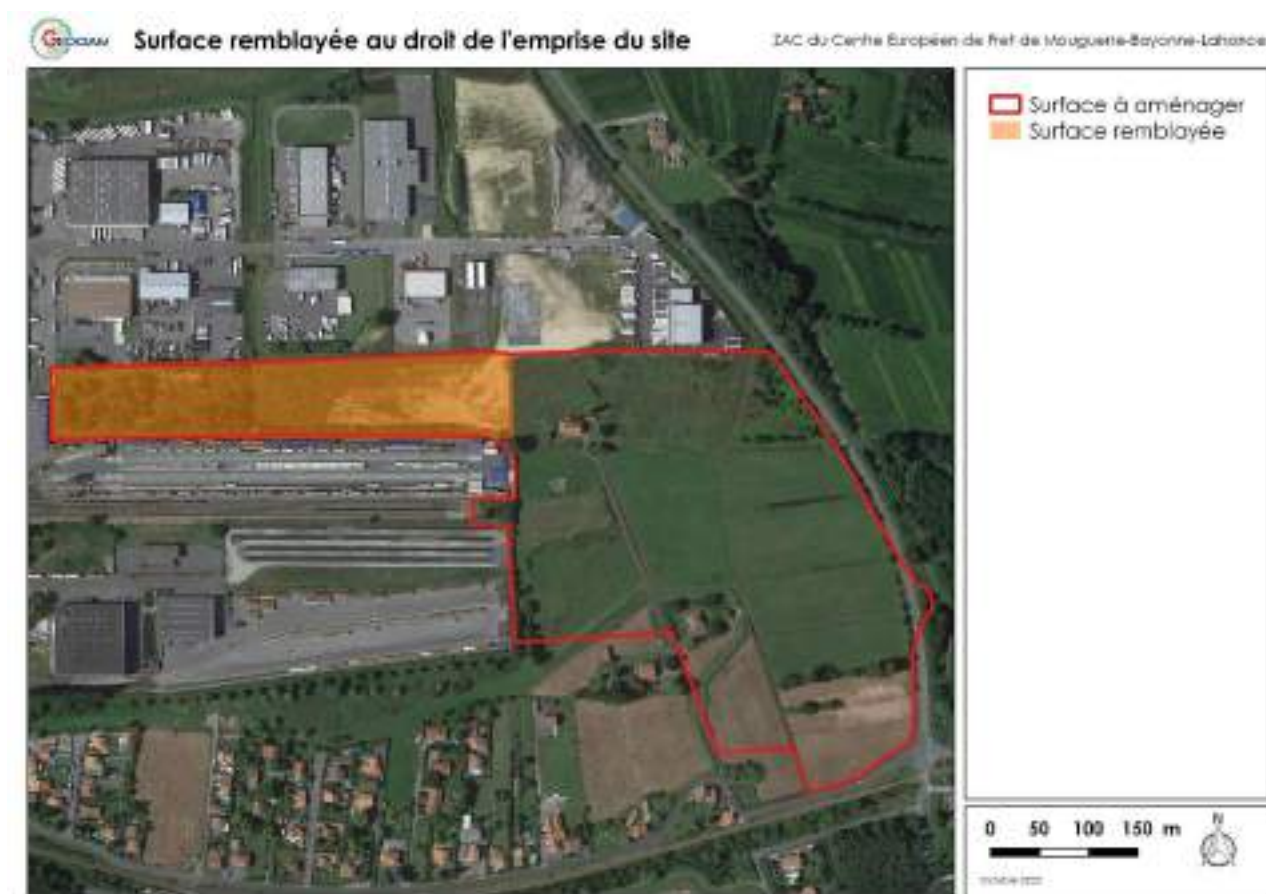 GEOCIAM
Surface remblayée au droit de l'emprise du site
ZAC du Centre Européen de Fret de Mouguerre-Bayonne-Lahonce
Surface à aménager
Surface remblayée
0 50 100 150 m
N